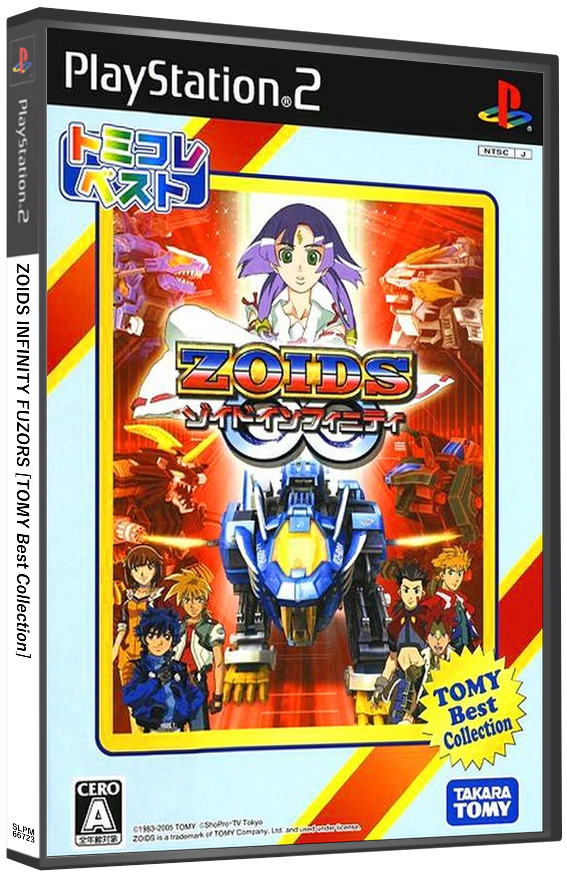 PlayStation®2
NTSC J
トミコレ
ベスト
ZOIDS
ゾイドインフィニティ
TOMY
Best
Collection
CERO
A
全年齢対象
©1983-2005 TOMY ©ShoPro・TV Tokyo
ZOIDS is a trademark of TOMY Company, Ltd. and used under license.
TAKARA
TOMY
PlayStation®2
ZOIDS INFINITY FUZORS [TOMY Best Collection]
SLPM
66723